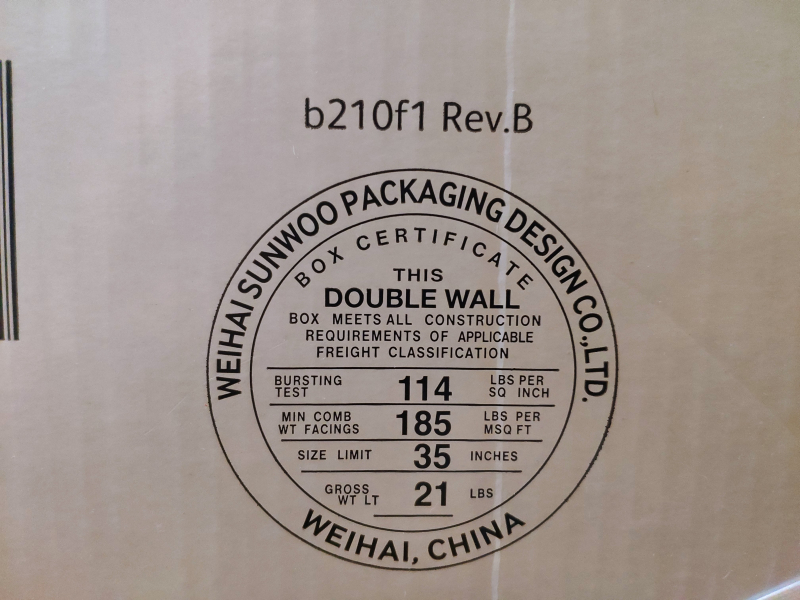 b210f1 Rev.B
WEIHAI SUNWOO PACKAGING DESIGN CO.,LTD.
BOX CERTIFICATE
THIS
DOUBLE WALL
BOX MEETS ALL CONSTRUCTION
REQUIREMENTS OF APPLICABLE
FREIGHT CLASSIFICATION
BURSTING TEST 114 LBS PER SQ INCH
MIN COMB WT FACINGS 185 LBS PER MSQ FT
SIZE LIMIT 35 INCHES
GROSS WT LT 21 LBS
WEIHAI, CHINA